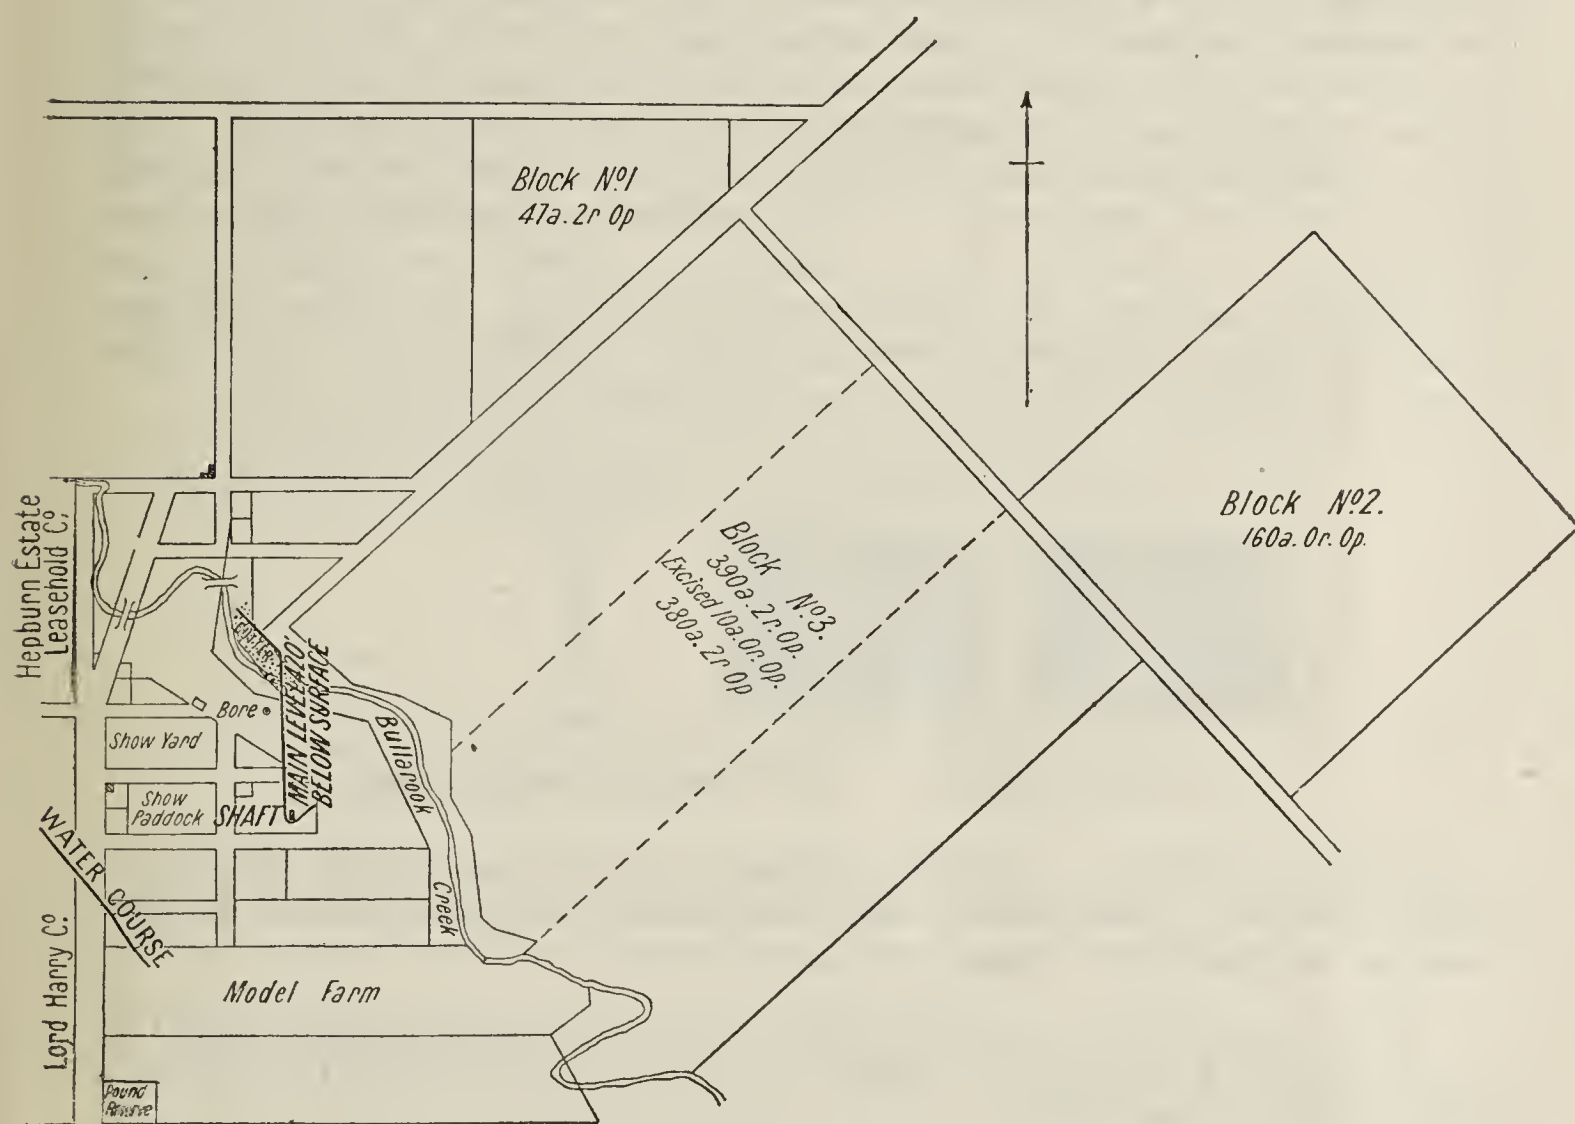 Block Nº1
47a. 2r 0p
Block Nº2.
160a. 0r. 0p.
Block Nº3.
390a. 2r. 0p.
Excised 10a. 0r. 0p.
380a. 2r 0p
Hepburn Estate
Leasehold Cº.
MAIN LEVEL 420'
BELOW SURFACE
Bore
Bullarook
Creek
Show Yard
Show
Paddock
SHAFT
WATER COURSE
Lord Harry Cº.
Model Farm
Pound
Reserve